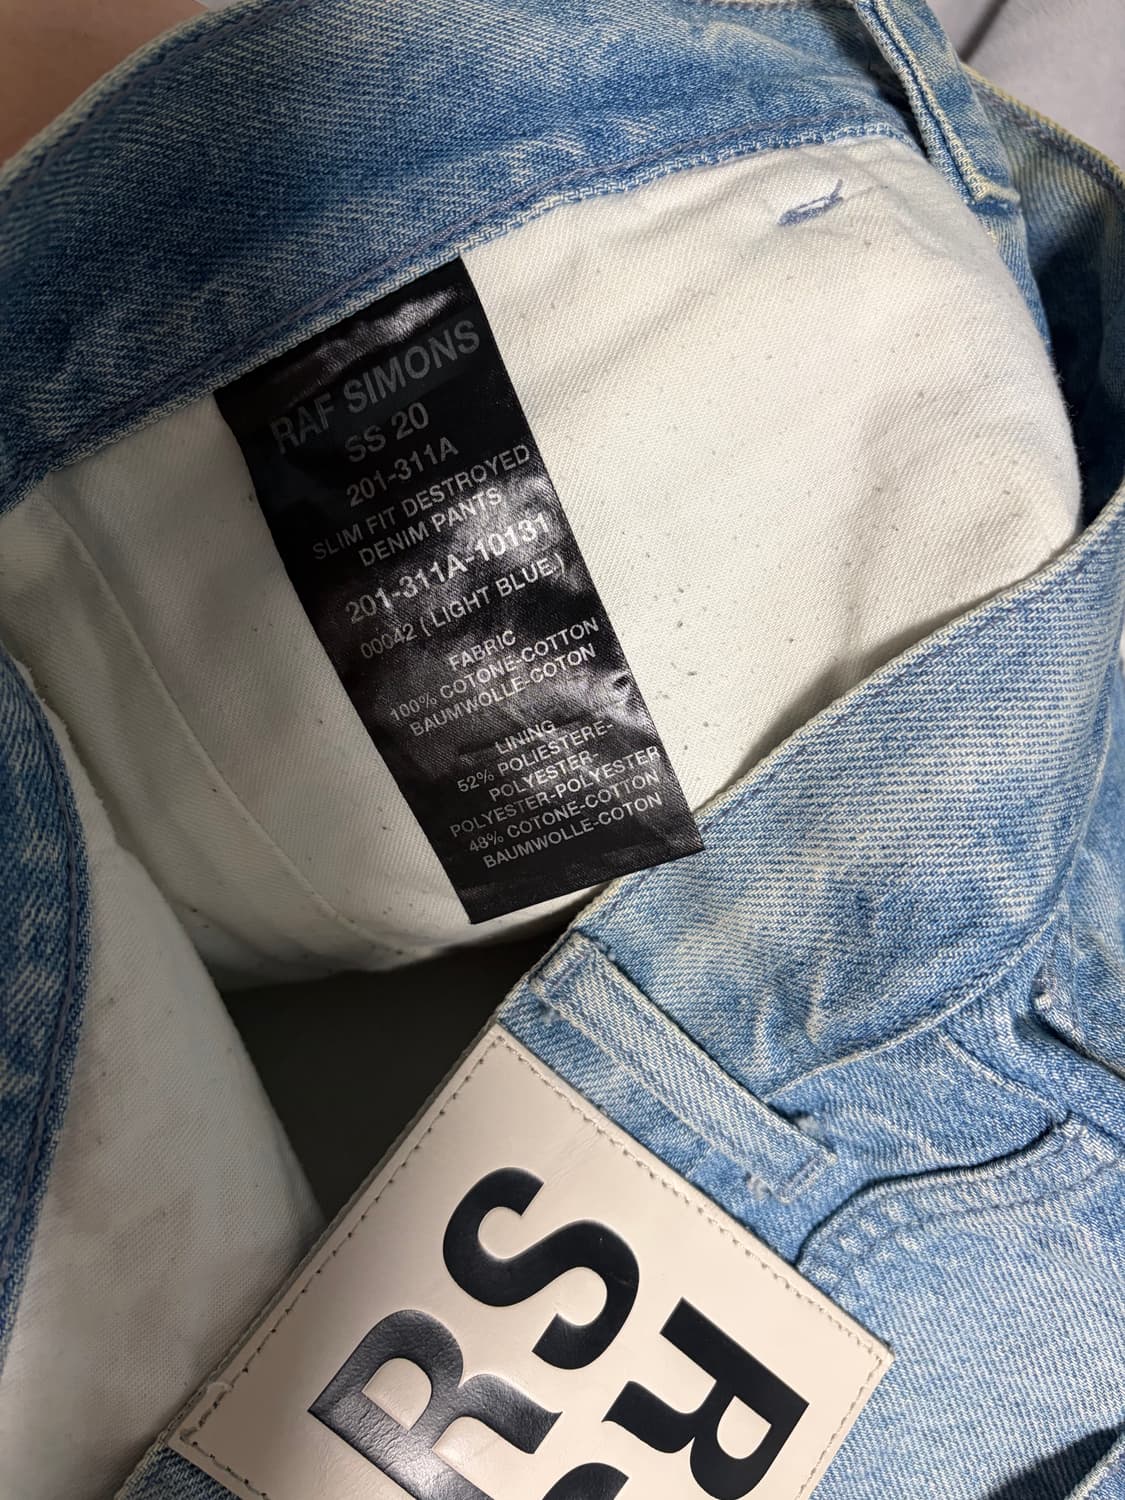 RAF SIMONS
SS 20
201-311A
SLIM FIT DESTROYED
DENIM PANTS
201-311A-10131
00042 ( LIGHT BLUE )
FABRIC
100% COTONE-COTTON
BAUMWOLLE-COTON
LINING
52% POLIESTERE-
POLYESTER-
POLYESTER-POLYESTER
48% COTONE-COTTON
BAUMWOLLE-COTON
RS
R